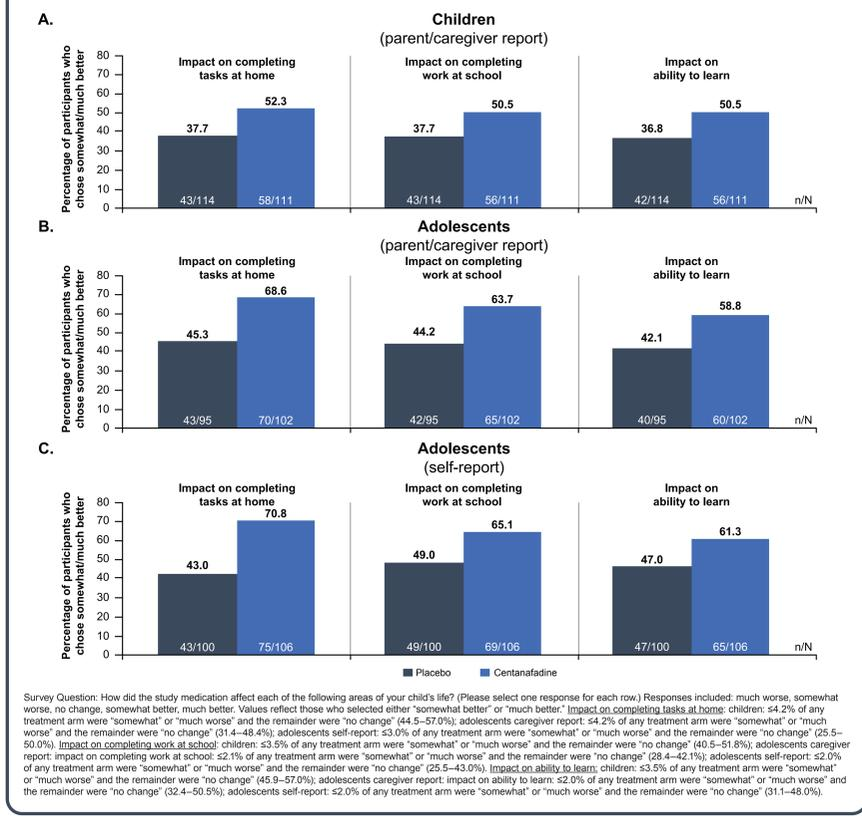 A.
Children
(parent/caregiver report)
Percentage of participants who
chose somewhat/much better
80
70
60
50
40
30
20
10
0
Impact on completing
tasks at home
37.7
52.3
43/114
58/111
Impact on completing
work at school
37.7
50.5
43/114
56/111
Impact on
ability to learn
36.8
50.5
42/114
56/111
n/N
B.
Adolescents
(parent/caregiver report)
Percentage of participants who
chose somewhat/much better
80
70
60
50
40
30
20
10
0
Impact on completing
tasks at home
45.3
68.6
43/95
70/102
Impact on completing
work at school
44.2
63.7
42/95
65/102
Impact on
ability to learn
42.1
58.8
40/95
60/102
n/N
C.
Adolescents
(self-report)
Percentage of participants who
chose somewhat/much better
80
70
60
50
40
30
20
10
0
Impact on completing
tasks at home
43.0
70.8
43/100
75/106
Impact on completing
work at school
49.0
65.1
49/100
69/106
Impact on
ability to learn
47.0
61.3
47/100
65/106
n/N
Placebo
Centanafadine
Survey Question: How did the study medication affect each of the following areas of your child's life? (Please select one response for each row.) Responses included: much worse, somewhat
worse, no change, somewhat better, much better. Values reflect those who selected either “somewhat better” or “much better.” Impact on completing tasks at home: children: ≤4.2% of any
treatment arm were “somewhat” or “much worse” and the remainder were “no change” (44.5–57.0%); adolescents caregiver report: ≤4.2% of any treatment arm were “somewhat” or “much
worse” and the remainder were “no change” (31.4–48.4%); adolescents self-report: ≤3.0% of any treatment arm were “somewhat” or “much worse” and the remainder were “no change” (25.5–
50.0%). Impact on completing work at school: children: ≤3.5% of any treatment arm were “somewhat” or “much worse” and the remainder were “no change” (40.5–51.8%); adolescents caregiver
report: impact on completing work at school: ≤2.1% of any treatment arm were “somewhat” or “much worse” and the remainder were “no change” (28.4–42.1%); adolescents self-report: ≤2.0%
of any treatment arm were “somewhat” or “much worse” and the remainder were “no change” (25.5–43.0%). Impact on ability to learn: children: ≤3.5% of any treatment arm were “somewhat”
or “much worse” and the remainder were “no change” (45.9–57.0%); adolescents caregiver report: impact on ability to learn: ≤2.0% of any treatment arm were “somewhat” or “much worse” and
the remainder were “no change” (32.4–50.5%); adolescents self-report: ≤2.0% of any treatment arm were “somewhat” or “much worse” and the remainder were “no change” (31.1–48.0%).